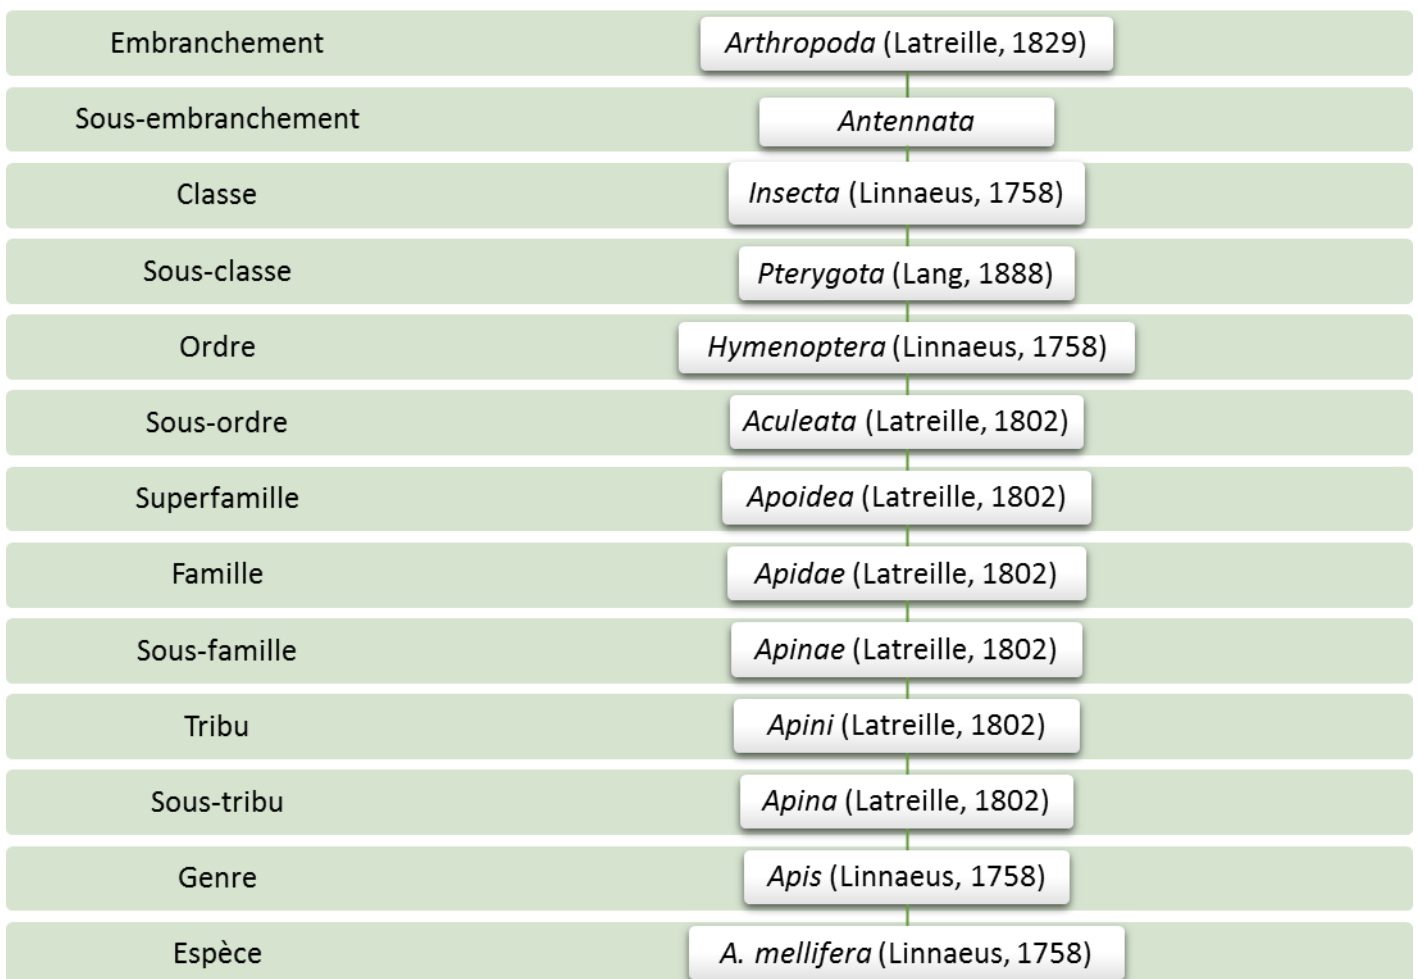 Embranchement Arthropoda (Latreille, 1829)
Sous-embranchement Antennata
Classe Insecta (Linnaeus, 1758)
Sous-classe Pterygota (Lang, 1888)
Ordre Hymenoptera (Linnaeus, 1758)
Sous-ordre Aculeata (Latreille, 1802)
Superfamille Apoidea (Latreille, 1802)
Famille Apidae (Latreille, 1802)
Sous-famille Apinae (Latreille, 1802)
Tribu Apini (Latreille, 1802)
Sous-tribu Apina (Latreille, 1802)
Genre Apis (Linnaeus, 1758)
Espèce A. mellifera (Linnaeus, 1758)